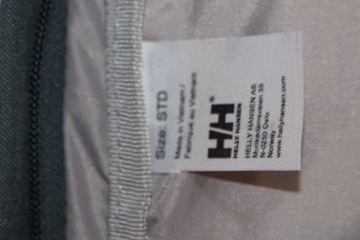 Size: STD
Made in Vietnam /
Fabriqué au Vietnam
HH
HELLY HANSEN
HELLY HANSEN AS
Munkedamsveien 35
N-0250 Oslo
Norway
www.hellyhansen.com